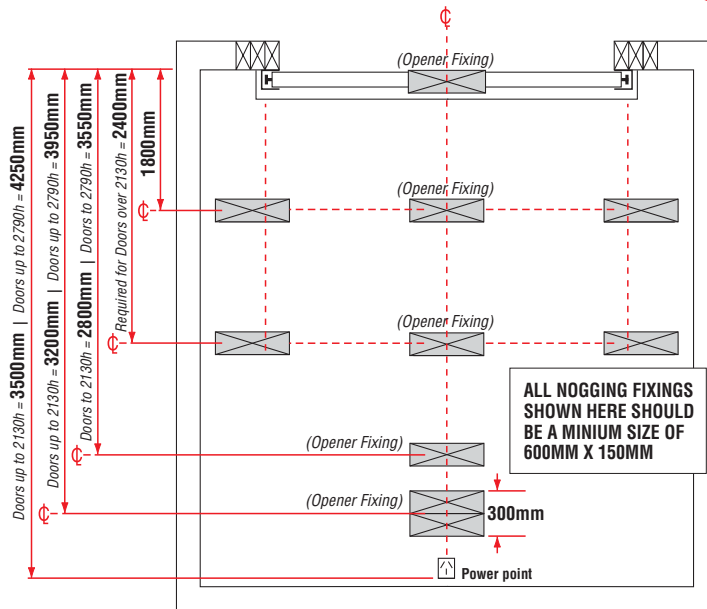 ℄
(Opener Fixing)
Doors up to 2130h = 3500mm | Doors up to 2790h = 4250mm
Doors up to 2130h = 3200mm | Doors up to 2790h = 3950mm
Doors to 2130h = 2800mm | Doors to 2790h = 3550mm
Required for Doors over 2130h = 2400mm
1800mm
(Opener Fixing)
℄
(Opener Fixing)
℄
ALL NOGGING FIXINGS
SHOWN HERE SHOULD
BE A MINIUM SIZE OF
600MM X 150MM
(Opener Fixing)
℄
(Opener Fixing)
℄
300mm
Power point